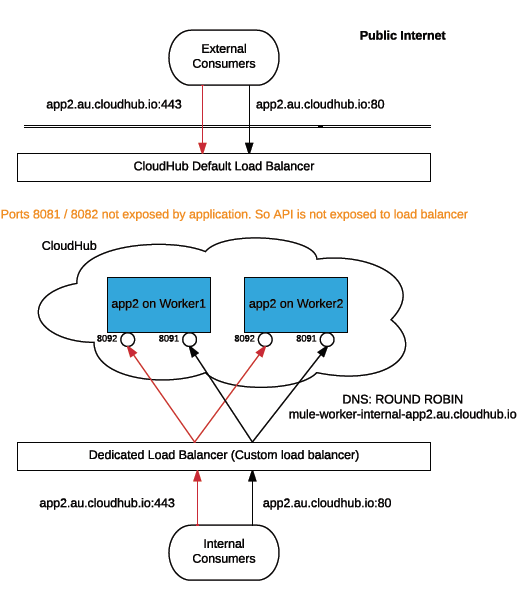 Public Internet
External
Consumers
app2.au.cloudhub.io:443
app2.au.cloudhub.io:80
CloudHub Default Load Balancer
Ports 8081 / 8082 not exposed by application. So API is not exposed to load balancer
CloudHub
app2 on Worker1
app2 on Worker2
8092
8091
8092
8091
DNS: ROUND ROBIN
mule-worker-internal-app2.au.cloudhub.io
Dedicated Load Balancer (Custom load balancer)
app2.au.cloudhub.io:443
app2.au.cloudhub.io:80
Internal
Consumers